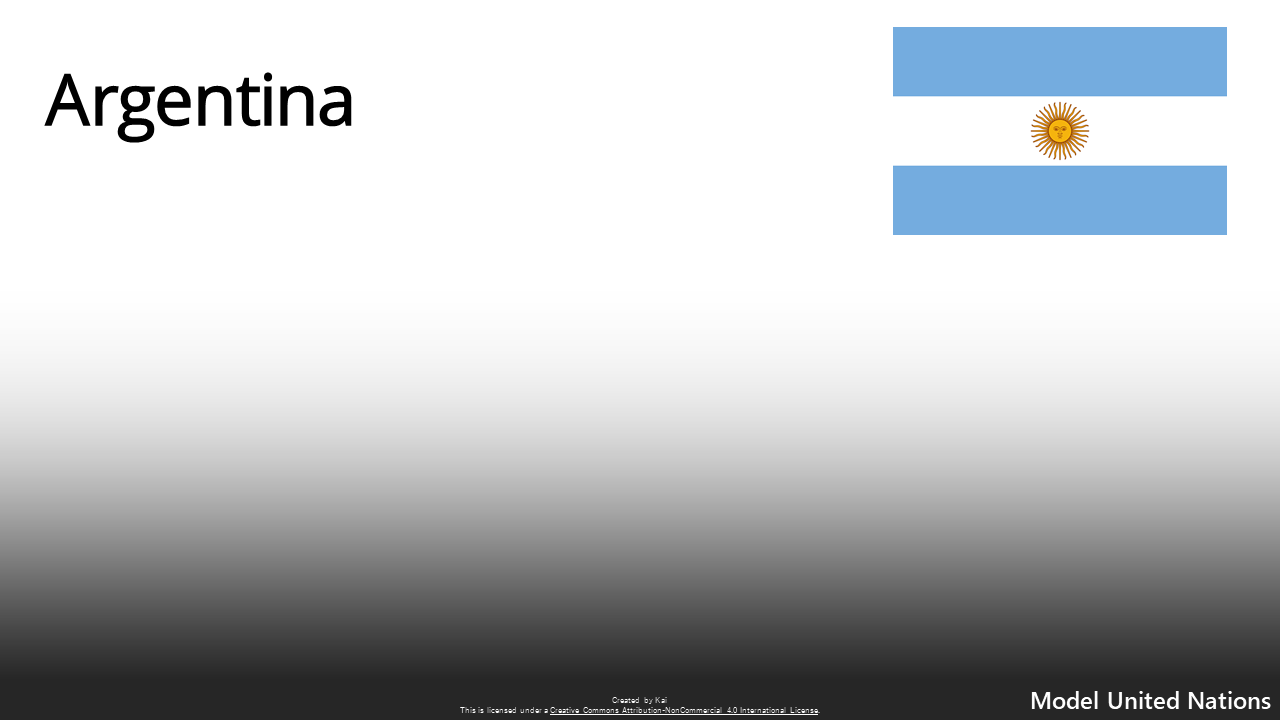 Argentina
Created by Kai
This is licensed under a Creative Commons Attribution-NonCommercial 4.0 International License.
Model United Nations